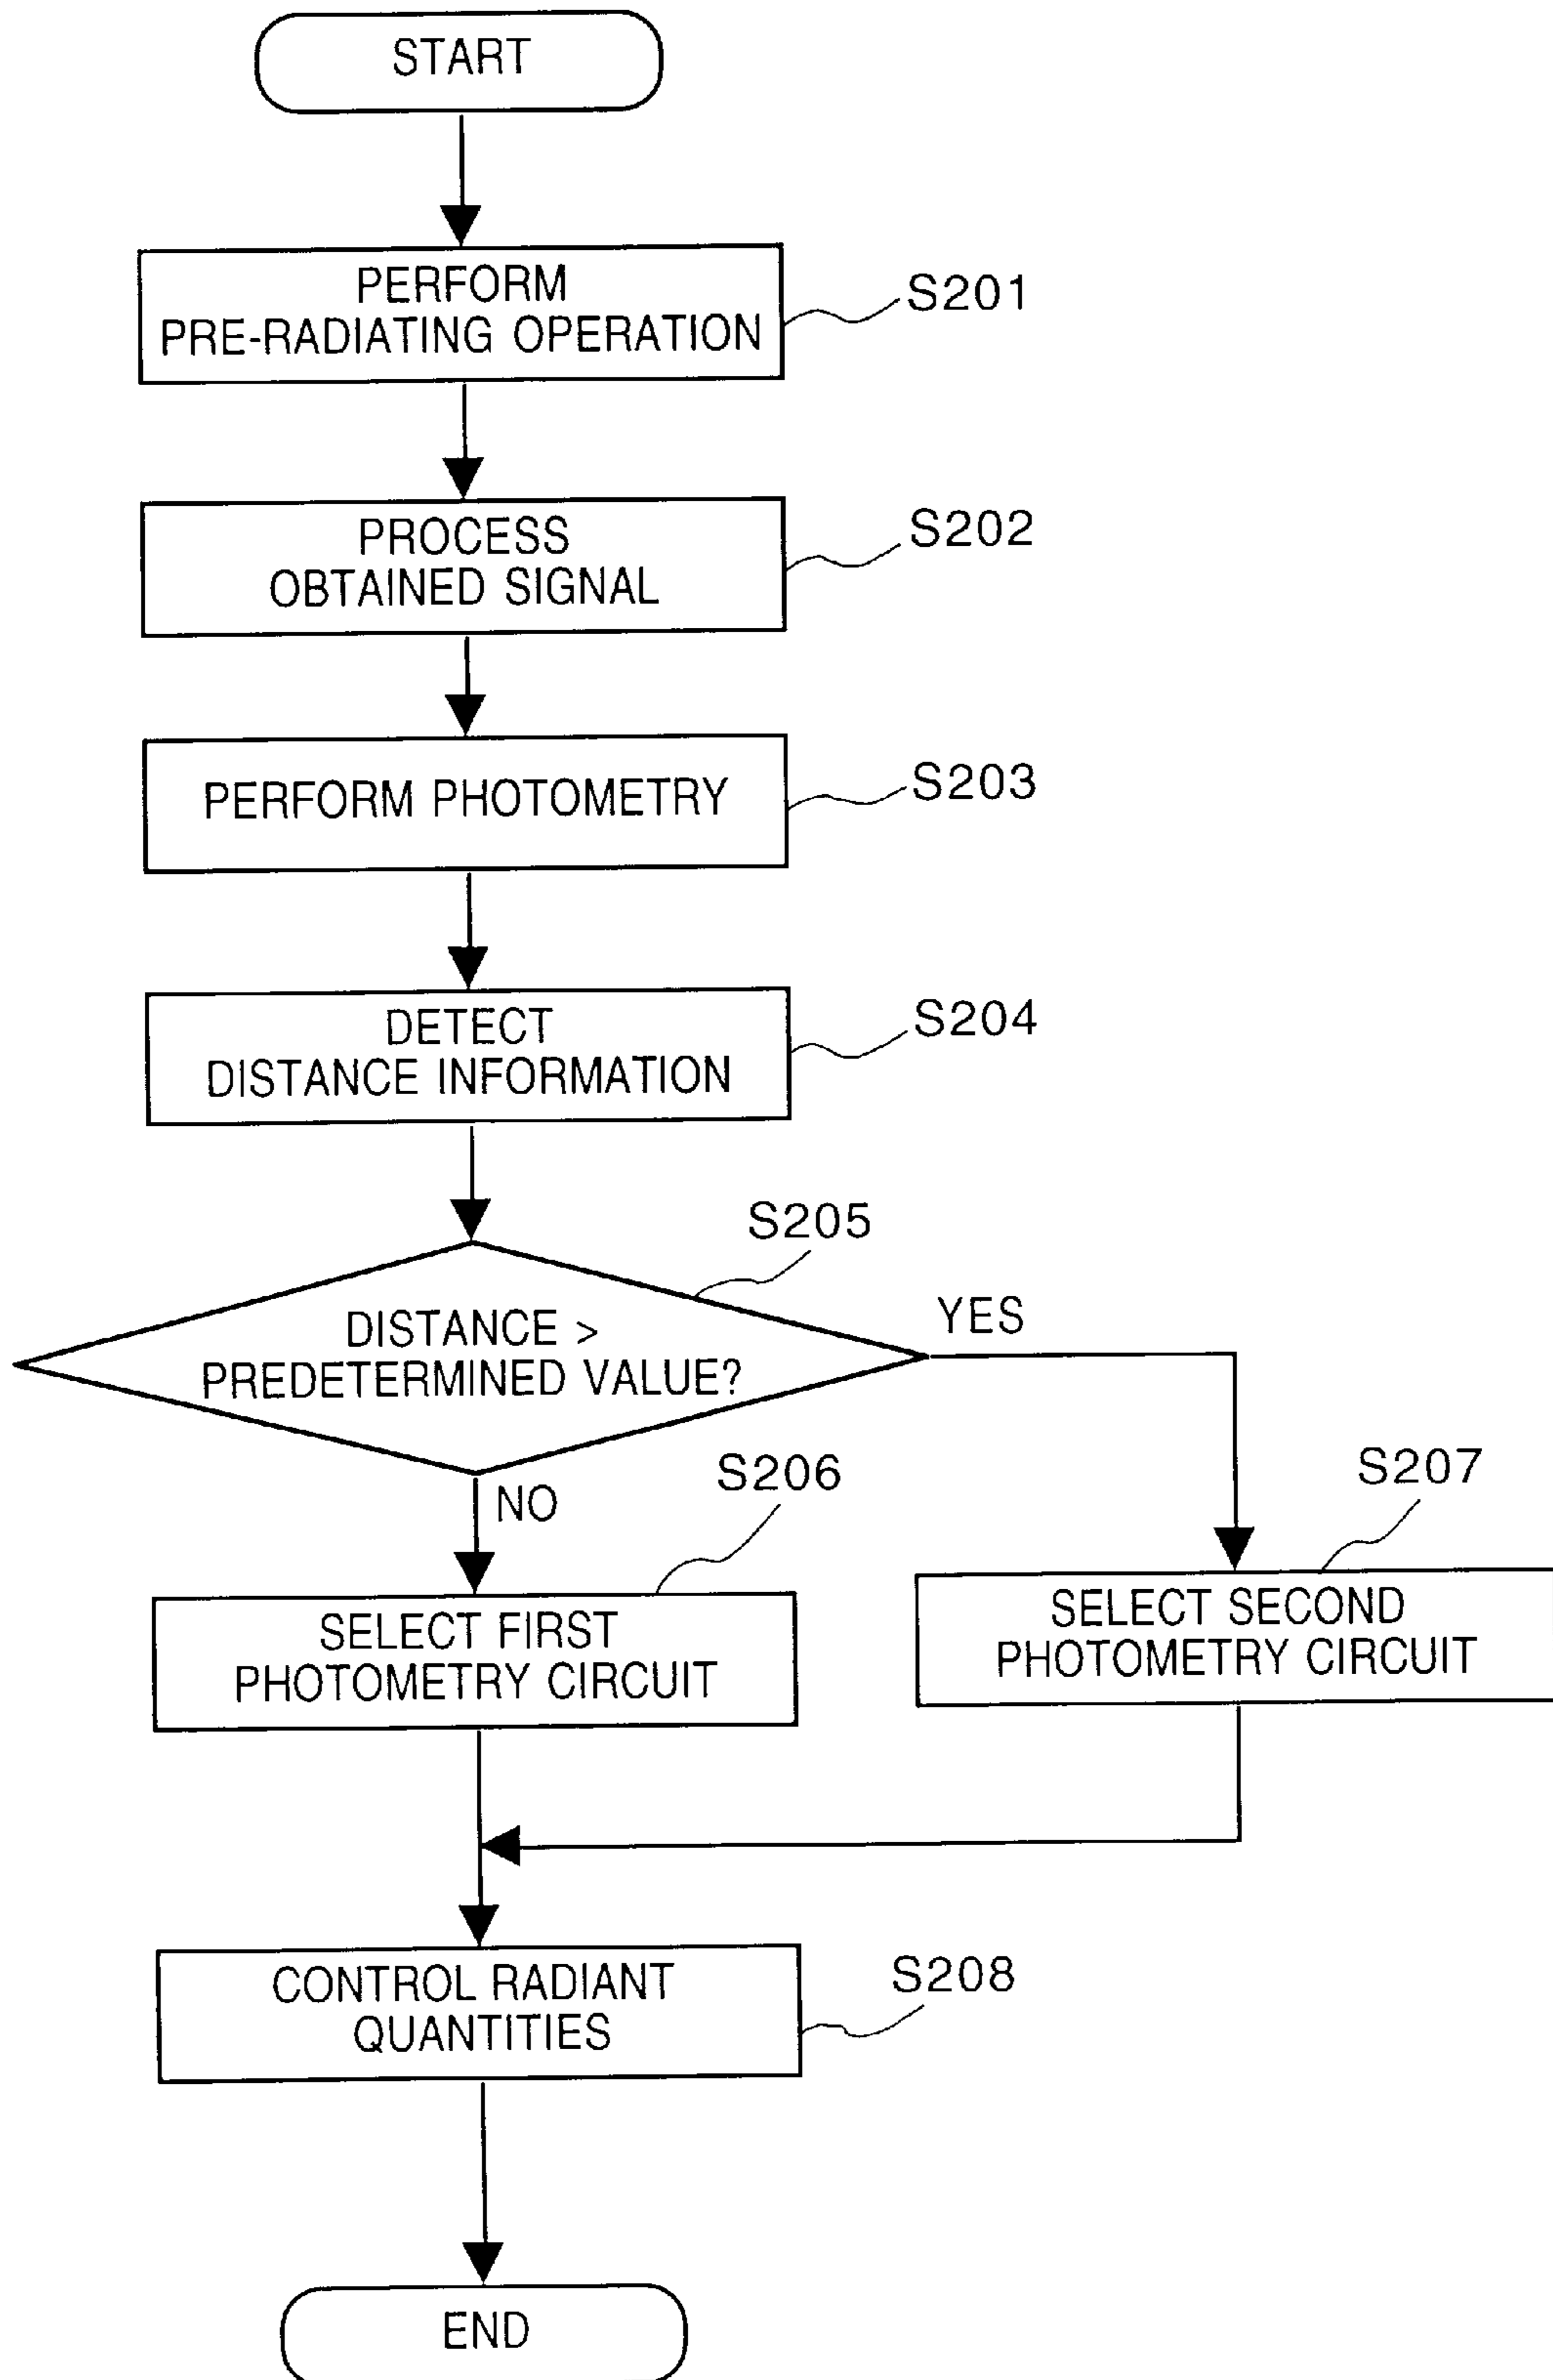 START
PERFORM
PRE-RADIATING OPERATION
S201
PROCESS
OBTAINED SIGNAL
S202
PERFORM PHOTOMETRY
S203
DETECT
DISTANCE INFORMATION
S204
S205
DISTANCE >
PREDETERMINED VALUE?
YES
NO
S206
SELECT FIRST
PHOTOMETRY CIRCUIT
S207
SELECT SECOND
PHOTOMETRY CIRCUIT
CONTROL RADIANT
QUANTITIES
S208
END